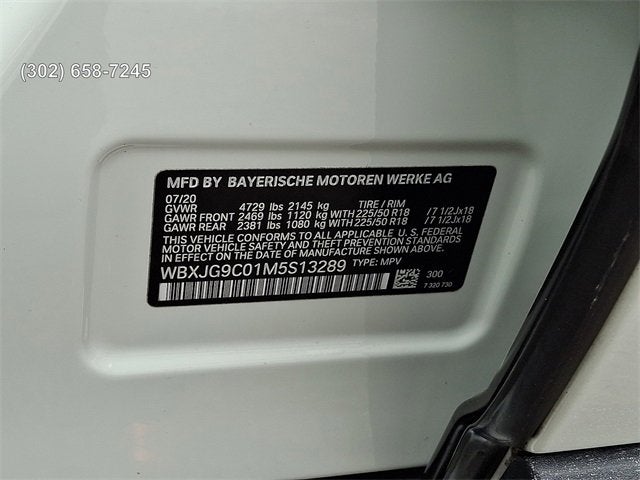 (302) 658-7245
MFD BY BAYERISCHE MOTOREN WERKE AG
07/20
GVWR 4729 lbs 2145 kg TIRE / RIM
GAWR FRONT 2469 lbs 1120 kg WITH 225/50 R18 /7 1/2Jx18
GAWR REAR 2381 lbs 1080 kg WITH 225/50 R18 /7 1/2Jx18
THIS VEHICLE CONFORMS TO ALL APPLICABLE U. S. FEDERAL
MOTOR VEHICLE SAFETY, BUMPER, AND THEFT PREVENTION STANDARDS
IN EFFECT ON THE DATE OF MANUFACTURE SHOWN ABOVE.
WBXJG9C01M5S13289 TYPE: MPV
300
7 320 730